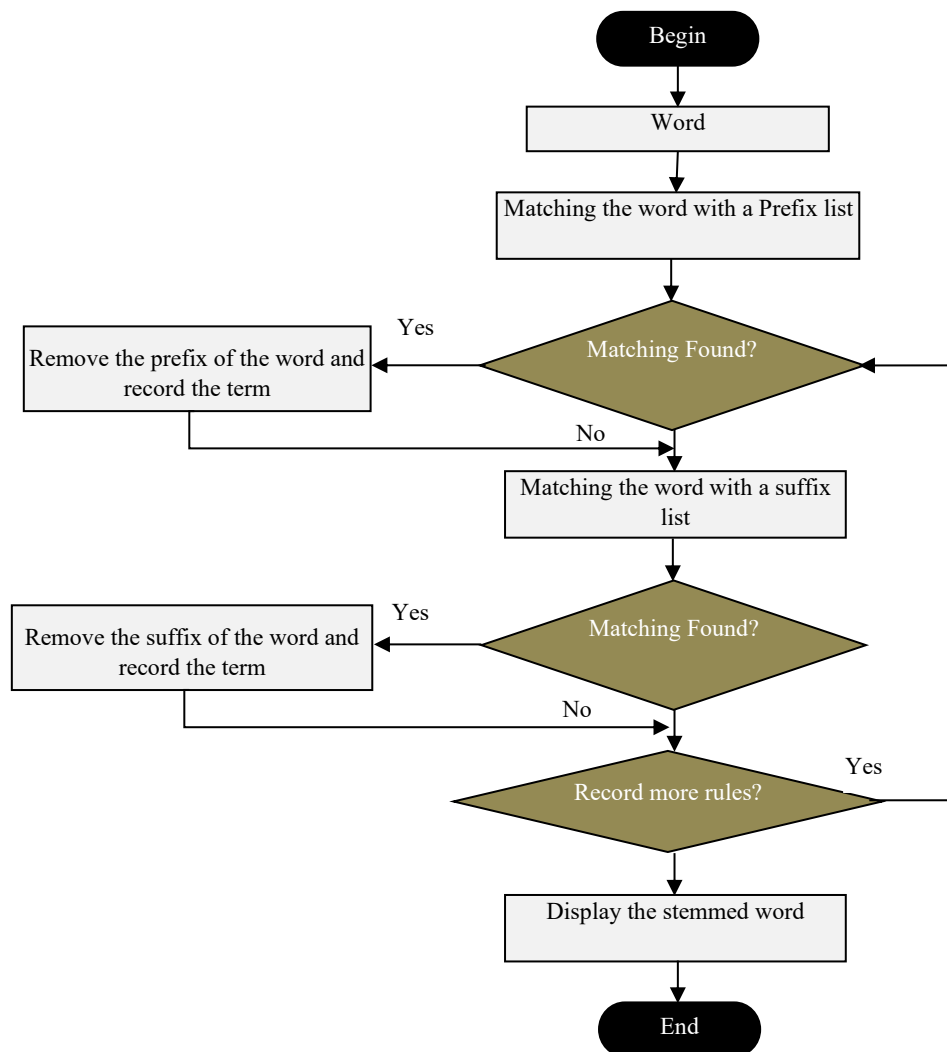 Begin
Word
Matching the word with a Prefix list
Yes
Matching Found?
Remove the prefix of the word and
record the term
No
Matching the word with a suffix
list
Yes
Matching Found?
Remove the suffix of the word and
record the term
No
Yes
Record more rules?
Display the stemmed word
End